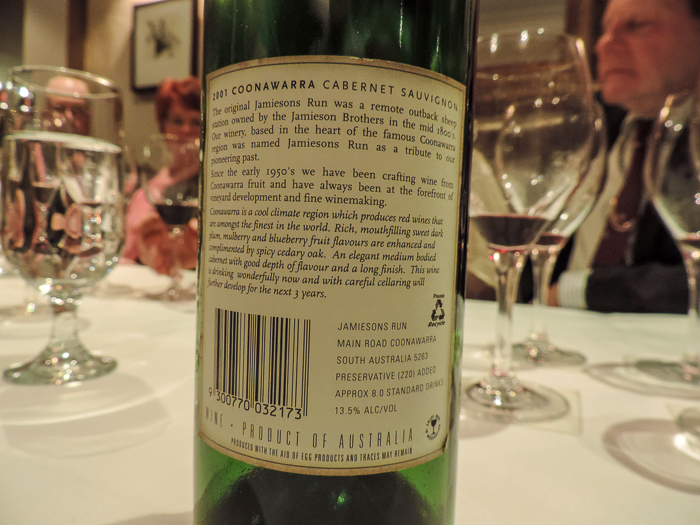 2001 COONAWARRA CABERNET SAUVIGNON
The original Jamiesons Run was a remote outback sheep
station owned by the Jamieson Brothers in the mid 1800's.
Our winery, based in the heart of the famous Coonawarra
region was named Jamiesons Run as a tribute to our
pioneering past.
Since the early 1950's we have been crafting wine from
Coonawarra fruit and have always been at the forefront of
vineyard development and fine winemaking.
Coonawarra is a cool climate region which produces red wines that
are amongst the finest in the world. Rich, mouthfilling sweet dark
plum, mulberry and blueberry fruit flavours are enhanced and
complimented by spicy cedary oak. An elegant medium bodied
cabernet with good depth of flavour and a long finish. This wine
is drinking wonderfully now and with careful cellaring will
further develop for the next 3 years.
Please
Recycle
JAMIESONS RUN
MAIN ROAD COONAWARRA
SOUTH AUSTRALIA 5263
PRESERVATIVE (220) ADDED
APPROX 8.0 STANDARD DRINKS
13.5% ALC/VOL
9 300770 032173
WINE • PRODUCT OF AUSTRALIA
PRODUCED WITH THE AID OF EGG PRODUCTS AND TRACES MAY REMAIN